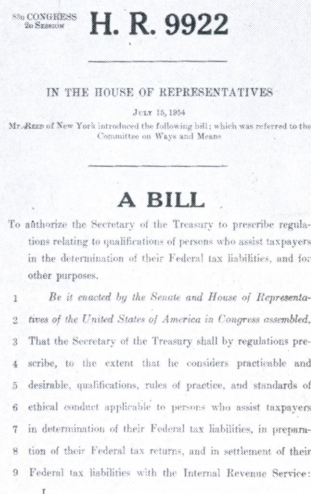 83D CONGRESS
2D SESSION
H. R. 9922
IN THE HOUSE OF REPRESENTATIVES
JULY 15, 1954
Mr. REED of New York introduced the following bill; which was referred to the
Committee on Ways and Means
A BILL
To authorize the Secretary of the Treasury to prescribe regula-
tions relating to qualifications of persons who assist taxpayers
in the determination of their Federal tax liabilities, and for
other purposes.
1 Be it enacted by the Senate and House of Representa-
2 tives of the United States of America in Congress assembled,
3 That the Secretary of the Treasury shall by regulations pre-
4 scribe, to the extent that he considers practicable and
5 desirable, qualifications, rules of practice, and standards of
6 ethical conduct applicable to persons who assist taxpayers
7 in determination of their Federal tax liabilities, in prepara-
8 tion of their Federal tax returns, and in settlement of their
9 Federal tax liabilities with the Internal Revenue Service:
I